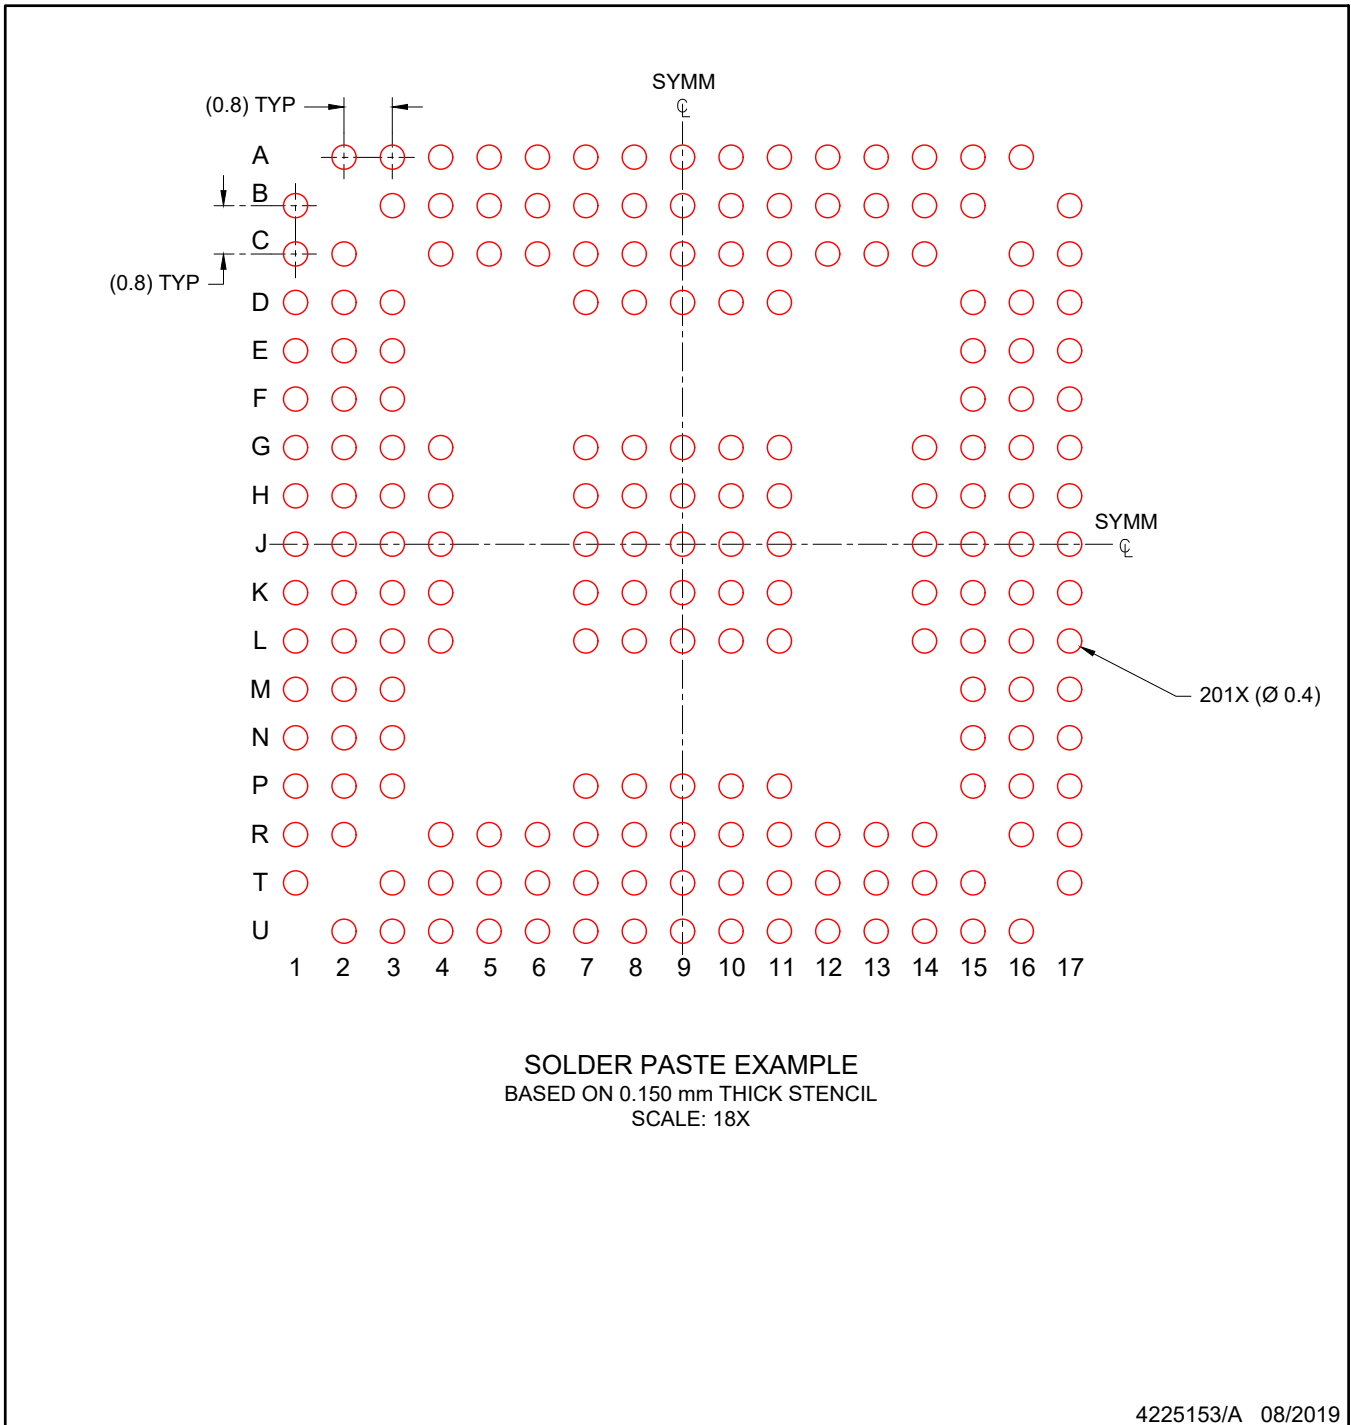 SYMM
℄
(0.8) TYP
A
B
C
(0.8) TYP
D
E
F
G
H
SYMM
℄
J
K
L
M
201X (Ø 0.4)
N
P
R
T
U
1 2 3 4 5 6 7 8 9 10 11 12 13 14 15 16 17
SOLDER PASTE EXAMPLE
BASED ON 0.150 mm THICK STENCIL
SCALE: 18X
4225153/A 08/2019